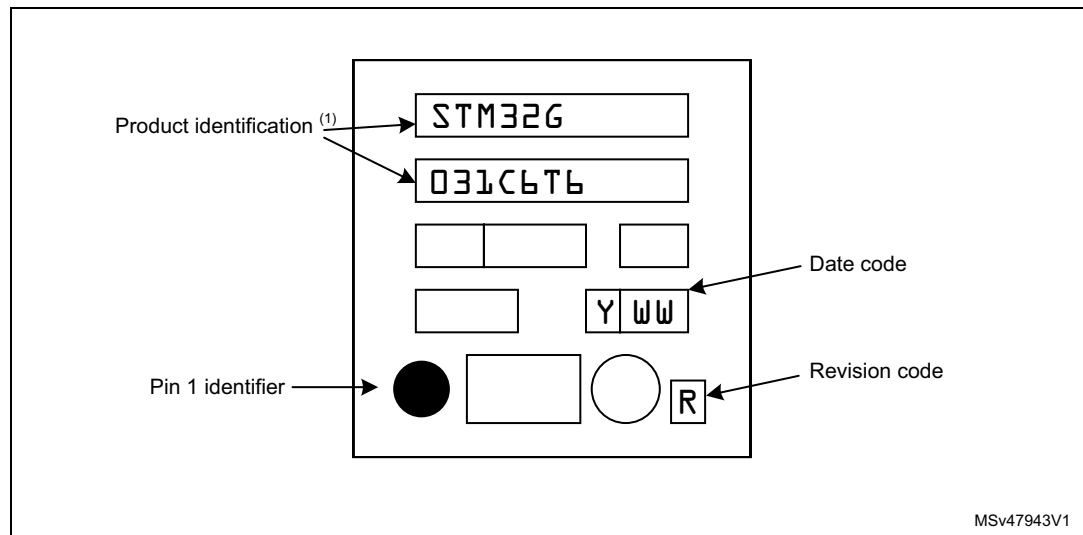 Product identification (1)
STM32G
031C6T6
Date code
Y WW
Pin 1 identifier
Revision code
R
MSv47943V1